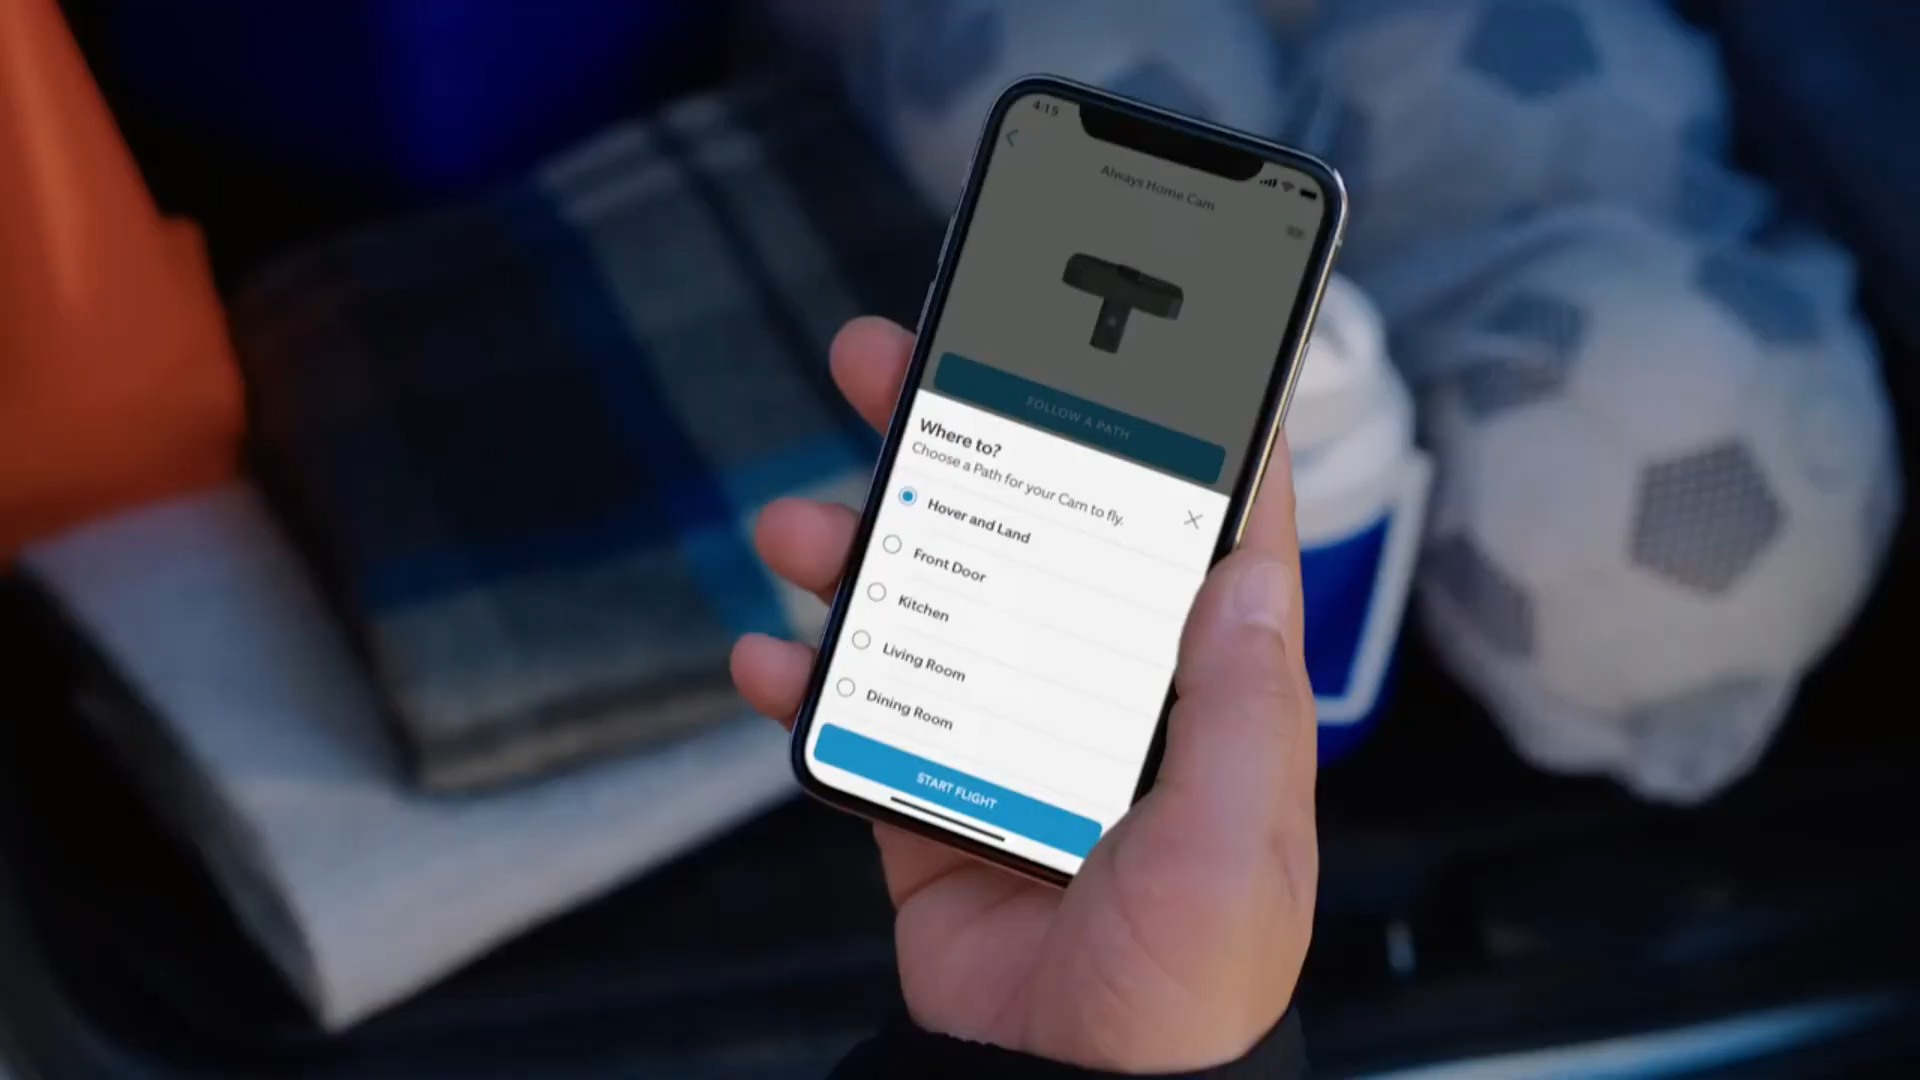 4:15
Always Home Cam
FOLLOW A PATH
Where to?
Choose a Path for your Cam to fly.
Hover and Land
Front Door
Kitchen
Living Room
Dining Room
START FLIGHT